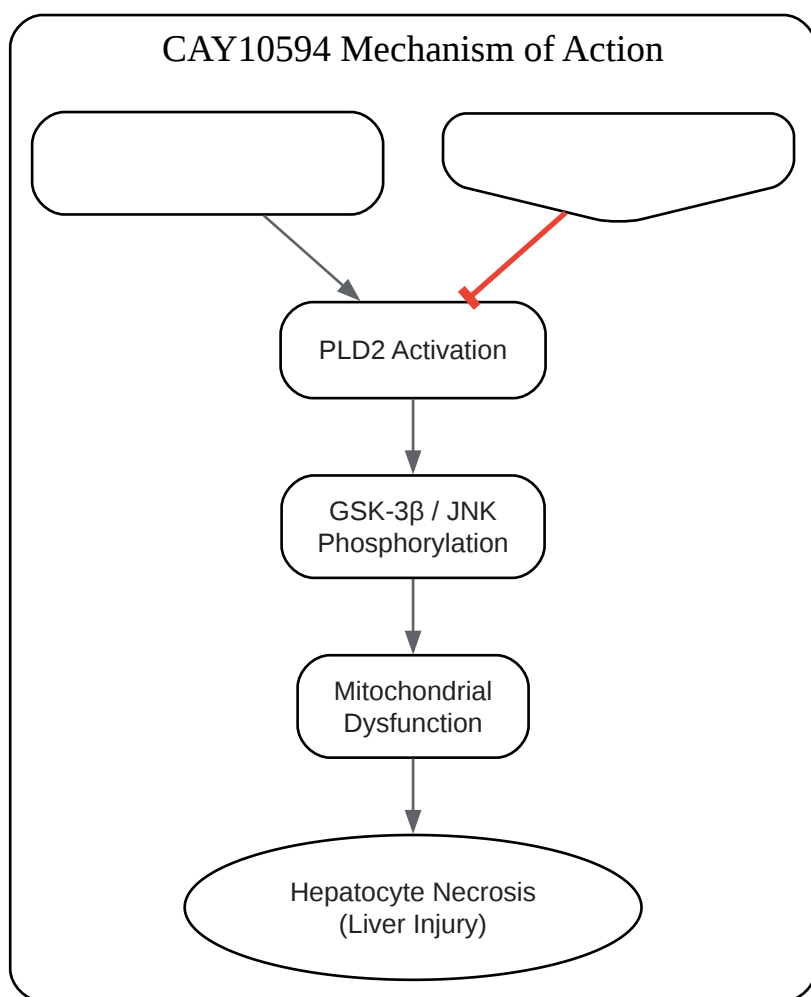 CAY10594 Mechanism of Action
PLD2 Activation
GSK-3β / JNK
Phosphorylation
Mitochondrial
Dysfunction
Hepatocyte Necrosis
(Liver Injury)